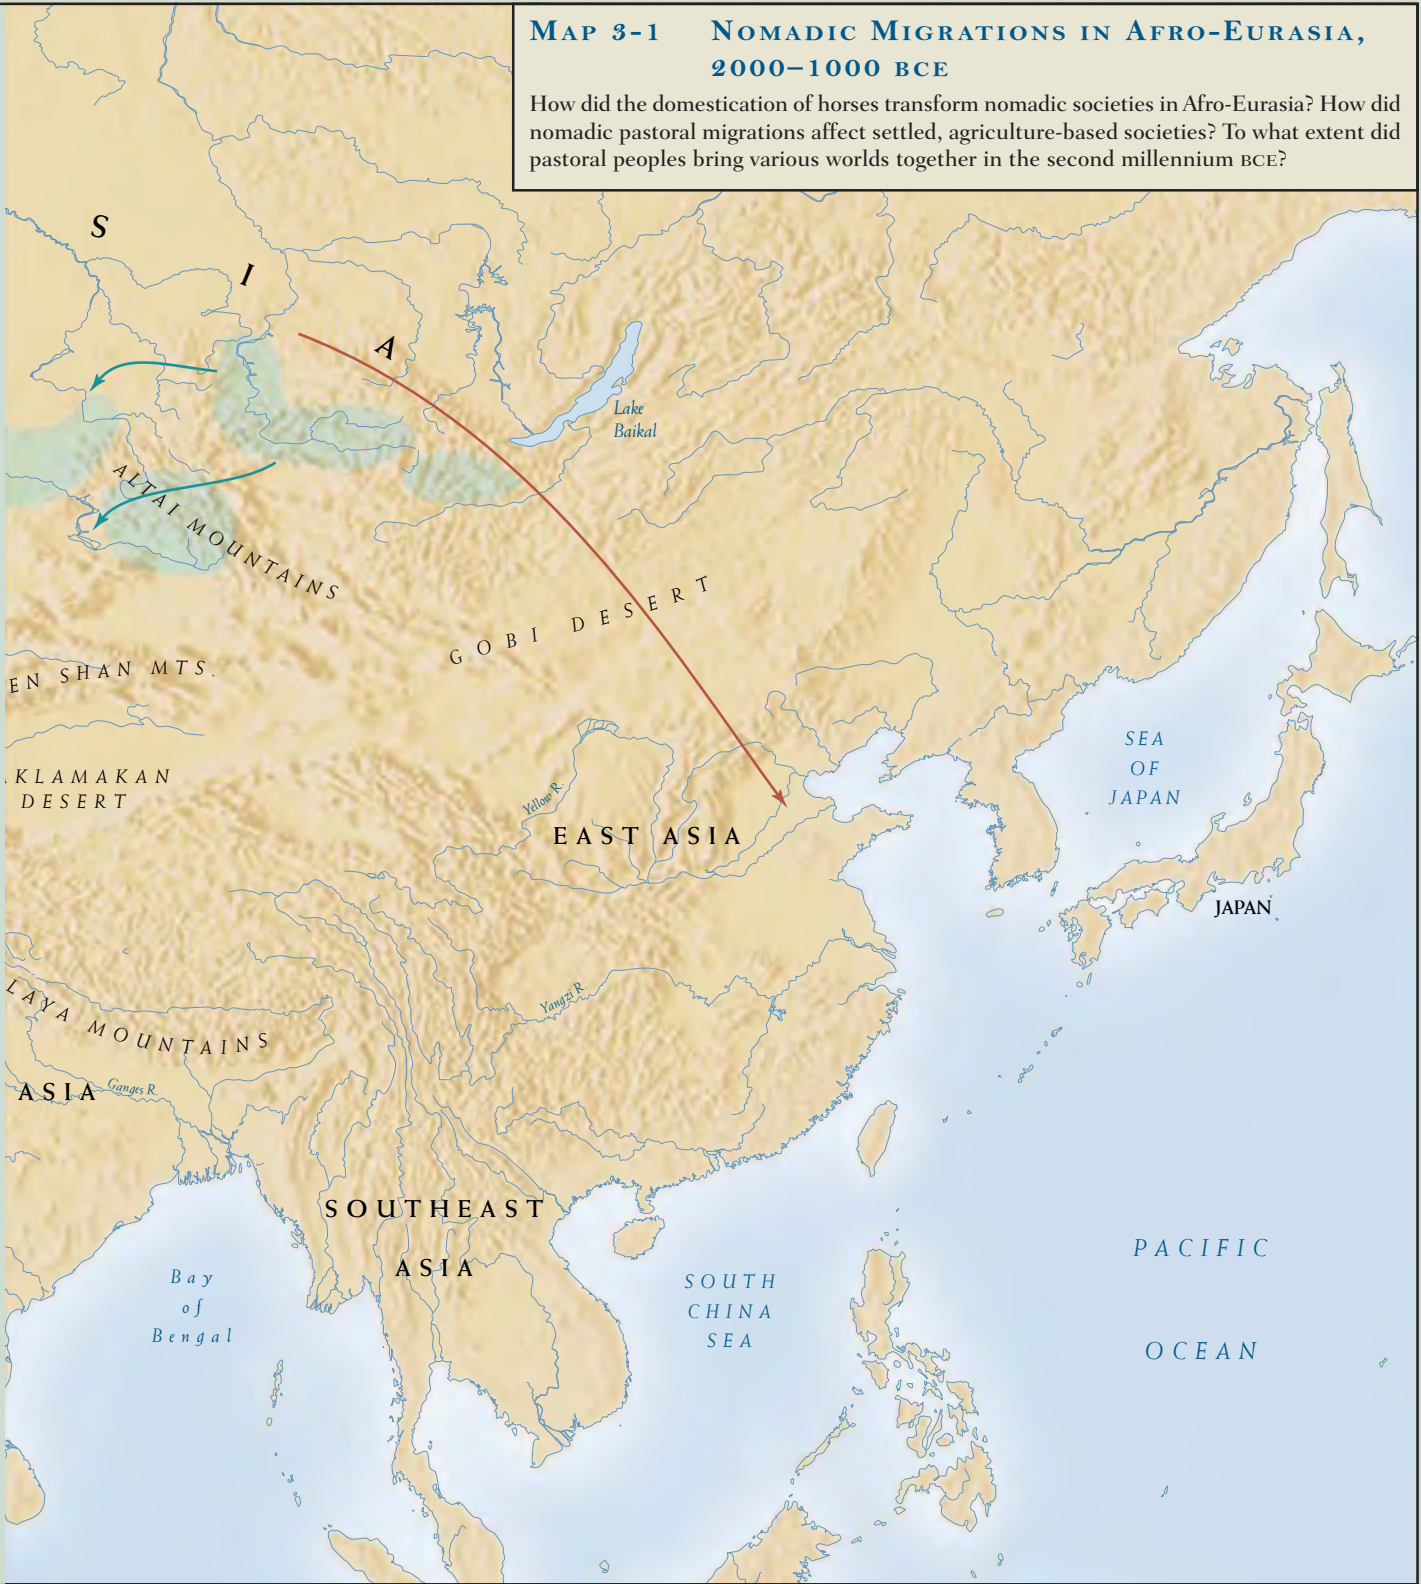 MAP 3-1 NOMADIC MIGRATIONS IN AFRO-EURASIA,
2000–1000 BCE
How did the domestication of horses transform nomadic societies in Afro-Eurasia? How did
nomadic pastoral migrations affect settled, agriculture-based societies? To what extent did
pastoral peoples bring various worlds together in the second millennium BCE?
S
I
A
Lake
Baikal
ALTAI MOUNTAINS
GOBI DESERT
EN SHAN MTS.
KLAMAKAN
DESERT
Yellow R.
EAST ASIA
SEA
OF
JAPAN
JAPAN
LAYA MOUNTAINS
Yangzi R.
ASIA
Ganges R.
SOUTHEAST
ASIA
Bay
of
Bengal
SOUTH
CHINA
SEA
PACIFIC
OCEAN